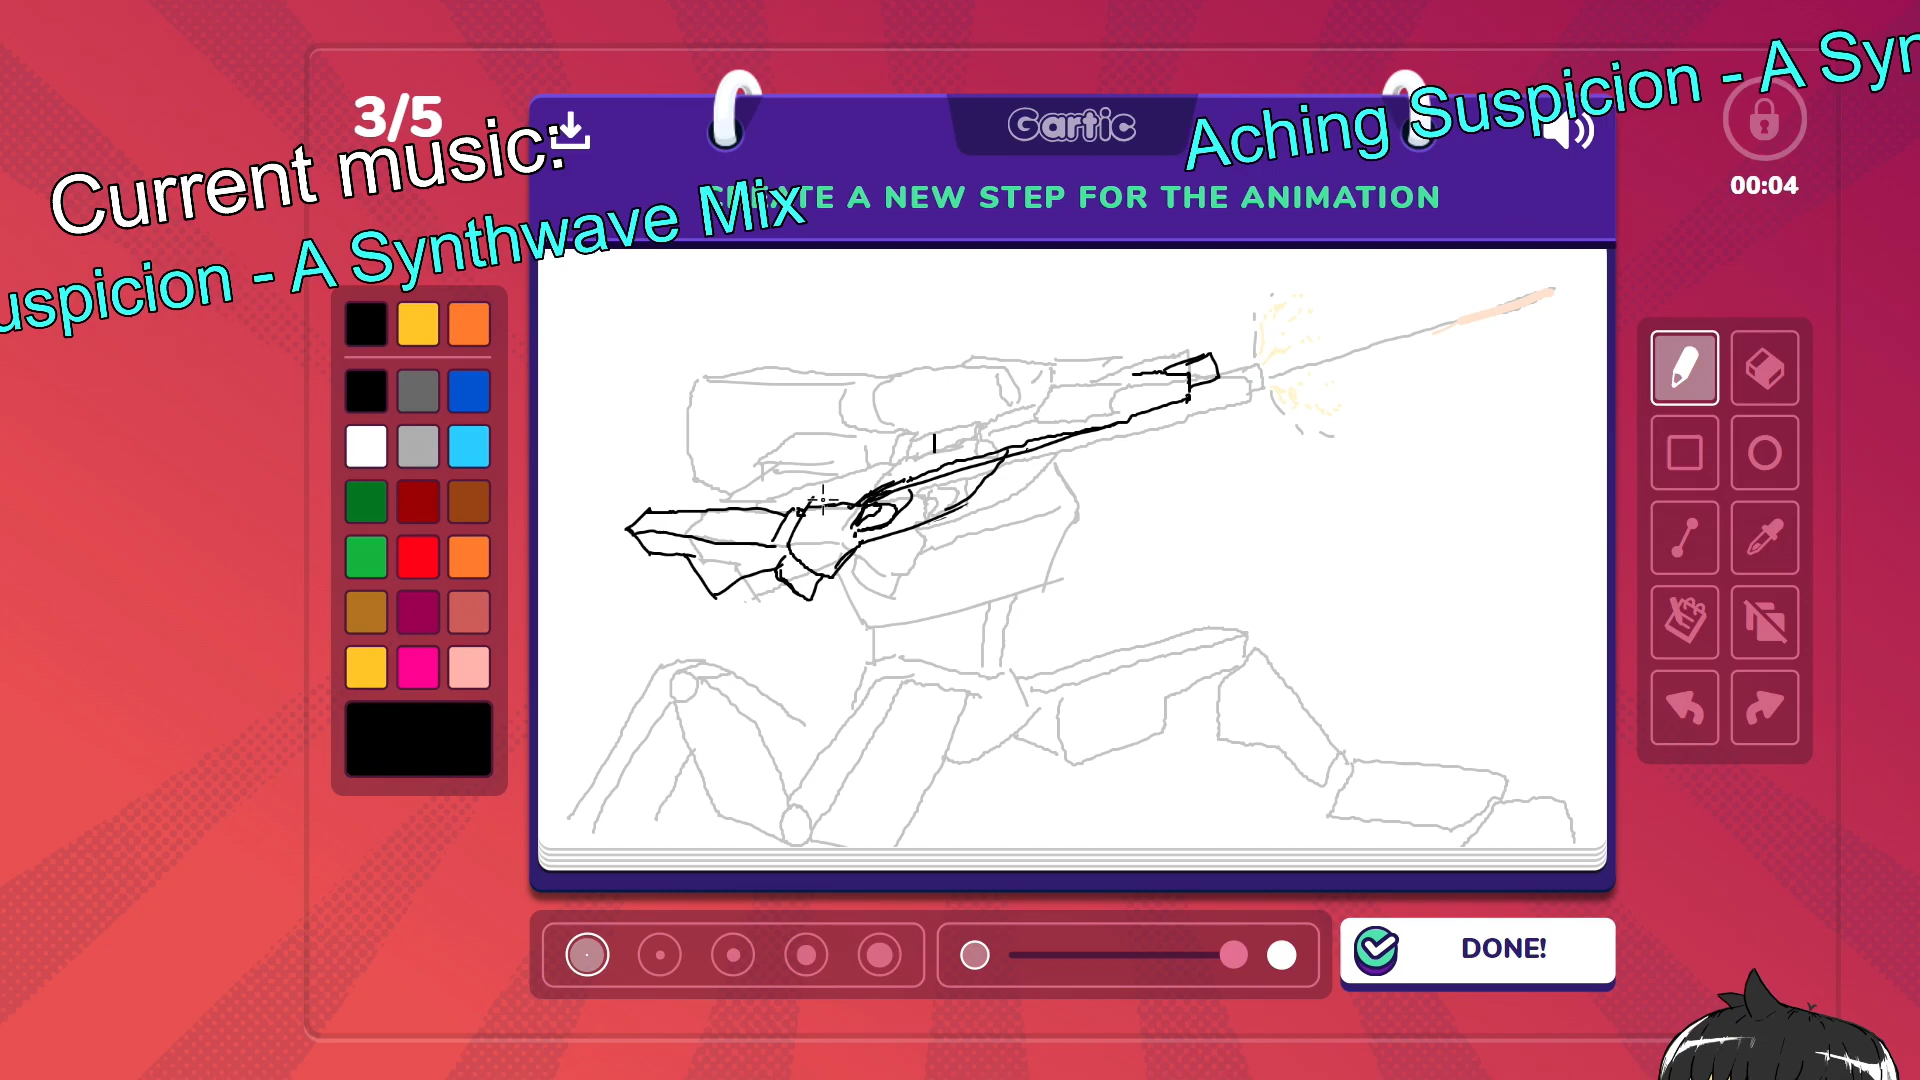 3/5
Gartic
Aching Suspicion - A Syn
Current music:
00:04
CREATE A NEW STEP FOR THE ANIMATION
uspicion - A Synthwave Mix
DONE!